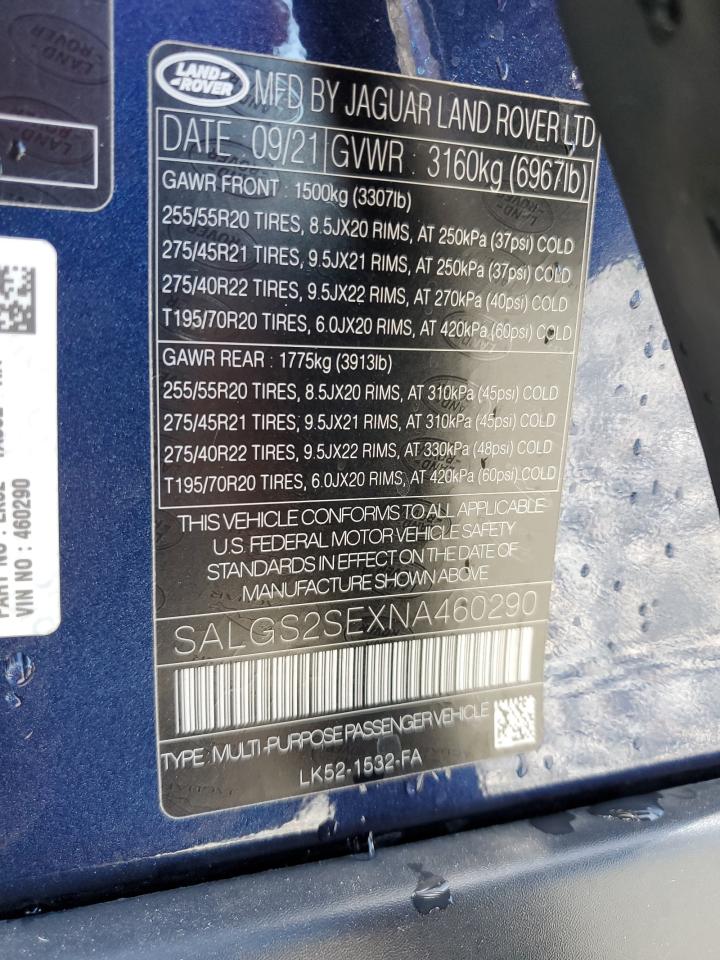 LAND
ROVER
MFD BY JAGUAR LAND ROVER LTD
DATE : 09/21 GVWR : 3160kg (6967lb)
GAWR FRONT : 1500kg (3307lb)
255/55R20 TIRES, 8.5JX20 RIMS, AT 250kPa (37psi) COLD
275/45R21 TIRES, 9.5JX21 RIMS, AT 250kPa (37psi) COLD
275/40R22 TIRES, 9.5JX22 RIMS, AT 270kPa (40psi) COLD
T195/70R20 TIRES, 6.0JX20 RIMS, AT 420kPa (60psi) COLD
GAWR REAR : 1775kg (3913lb)
255/55R20 TIRES, 8.5JX20 RIMS, AT 310kPa (45psi) COLD
275/45R21 TIRES, 9.5JX21 RIMS, AT 310kPa (45psi) COLD
275/40R22 TIRES, 9.5JX22 RIMS, AT 330kPa (48psi) COLD
T195/70R20 TIRES, 6.0JX20 RIMS, AT 420kPa (60psi) COLD
THIS VEHICLE CONFORMS TO ALL APPLICABLE
U.S. FEDERAL MOTOR VEHICLE SAFETY
STANDARDS IN EFFECT ON THE DATE OF
MANUFACTURE SHOWN ABOVE
SALGS2SEXNA460290
TYPE : MULTI-PURPOSE PASSENGER VEHICLE
LK52-1532-FA
PART NO :
VIN NO : 460290